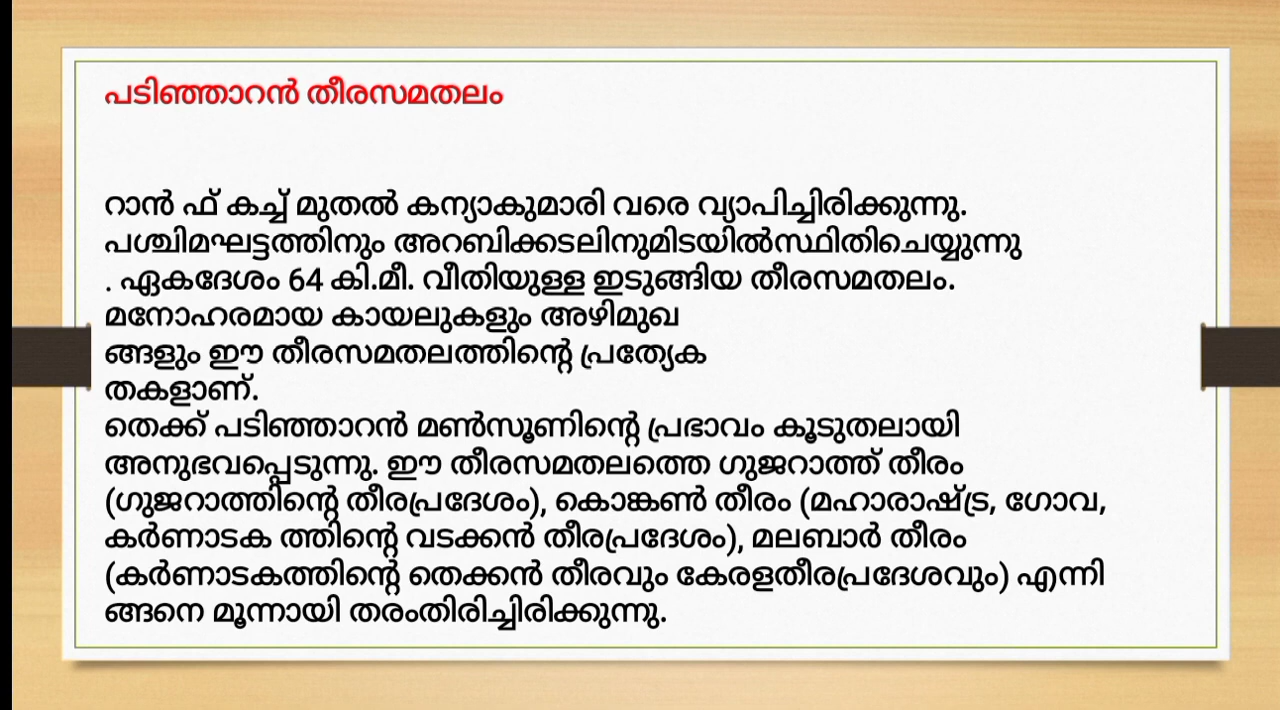 പടിഞ്ഞാറൻ തീരസമതലം
റാൻ ഫ് കച്ച് മുതൽ കന്യാകുമാരി വരെ വ്യാപിച്ചിരിക്കുന്നു.
പശ്ചിമഘട്ടത്തിനും അറബിക്കടലിനുമിടയിൽസ്ഥിതിചെയ്യുന്നു
. ഏകദേശം 64 കി.മീ. വീതിയുള്ള ഇടുങ്ങിയ തീരസമതലം.
മനോഹരമായ കായലുകളും അഴിമുഖ
ങ്ങളും ഈ തീരസമതലത്തിന്റെ പ്രത്യേക
തകളാണ്.
തെക്ക് പടിഞ്ഞാറൻ മൺസൂണിന്റെ പ്രഭാവം കൂടുതലായി
അനുഭവപ്പെടുന്നു. ഈ തീരസമതലത്തെ ഗുജറാത്ത് തീരം
(ഗുജറാത്തിന്റെ തീരപ്രദേശം), കൊങ്കൺ തീരം (മഹാരാഷ്ട്ര, ഗോവ,
കർണാടക ത്തിന്റെ വടക്കൻ തീരപ്രദേശം), മലബാർ തീരം
(കർണാടകത്തിന്റെ തെക്കൻ തീരവും കേരളതീരപ്രദേശവും) എന്നി
ങ്ങനെ മൂന്നായി തരംതിരിച്ചിരിക്കുന്നു.